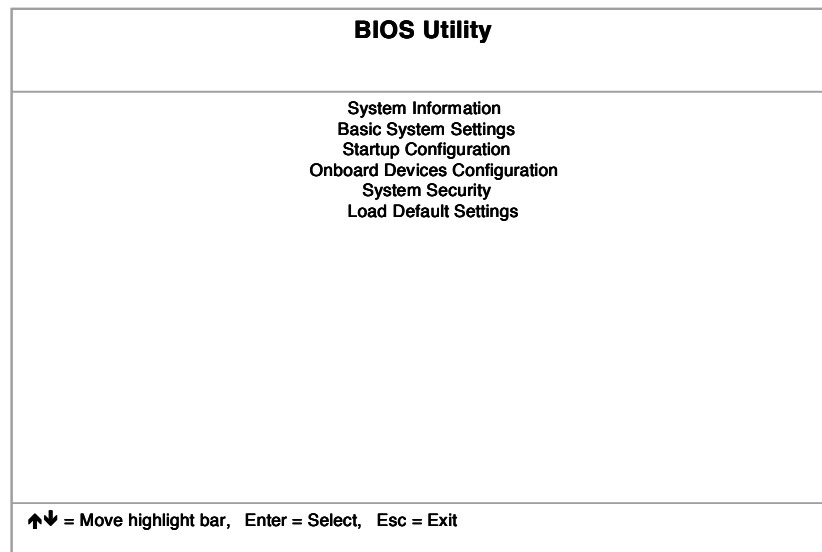 BIOS Utility
System Information
Basic System Settings
Startup Configuration
Onboard Devices Configuration
System Security
Load Default Settings
↑↓ = Move highlight bar, Enter = Select, Esc = Exit